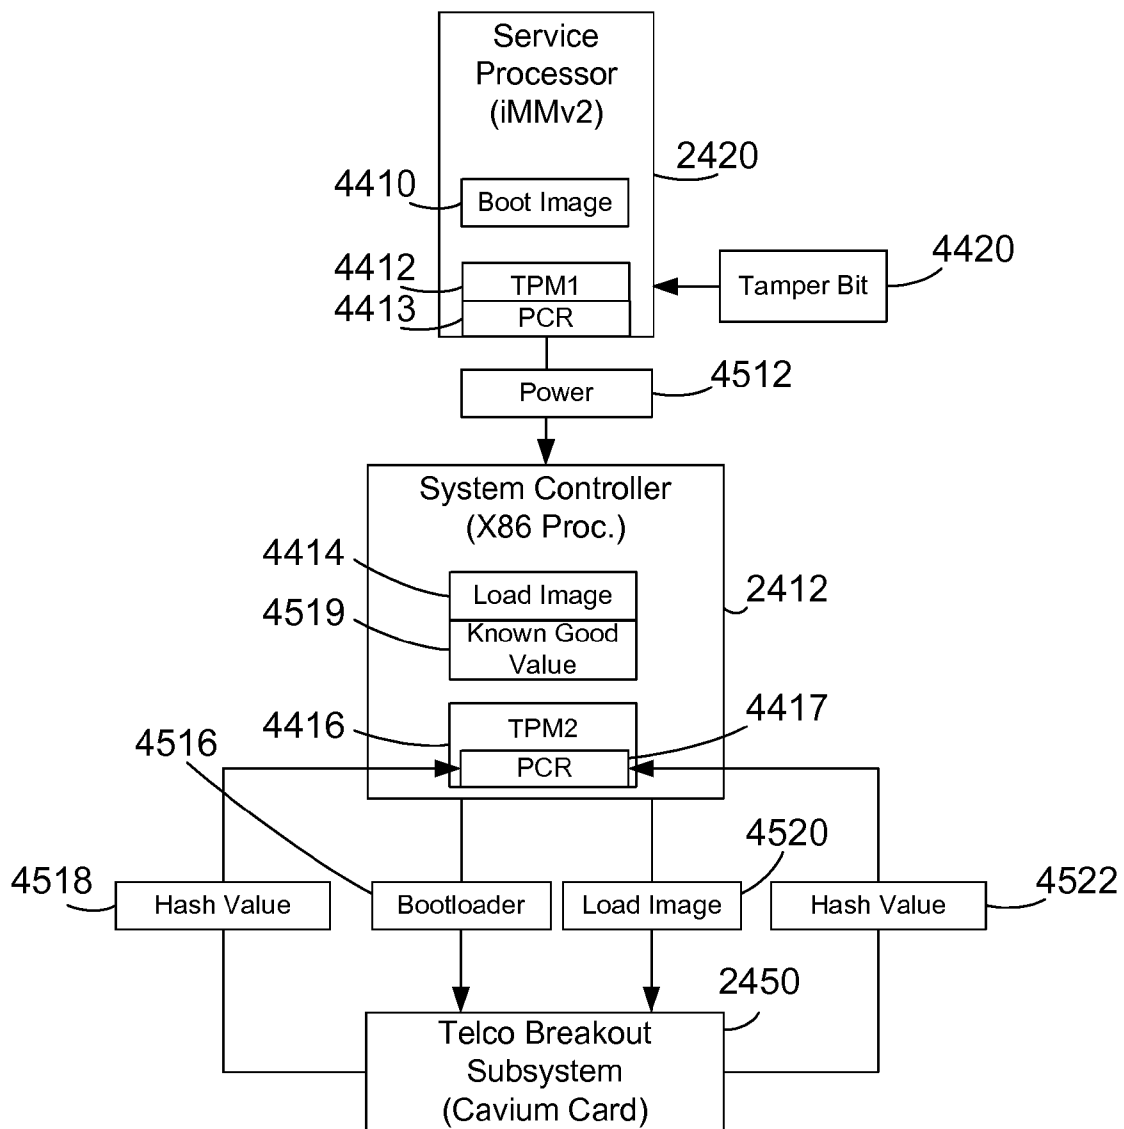 Service
Processor
(iMMv2)
2420
4410
Boot Image
4412
TPM1
4413
PCR
Tamper Bit
4420
Power
4512
System Controller
(X86 Proc.)
4414
Load Image
2412
4519
Known Good
Value
4416
TPM2
4417
4516
PCR
4518
Hash Value
Bootloader
Load Image
4520
Hash Value
4522
2450
Telco Breakout
Subsystem
(Cavium Card)